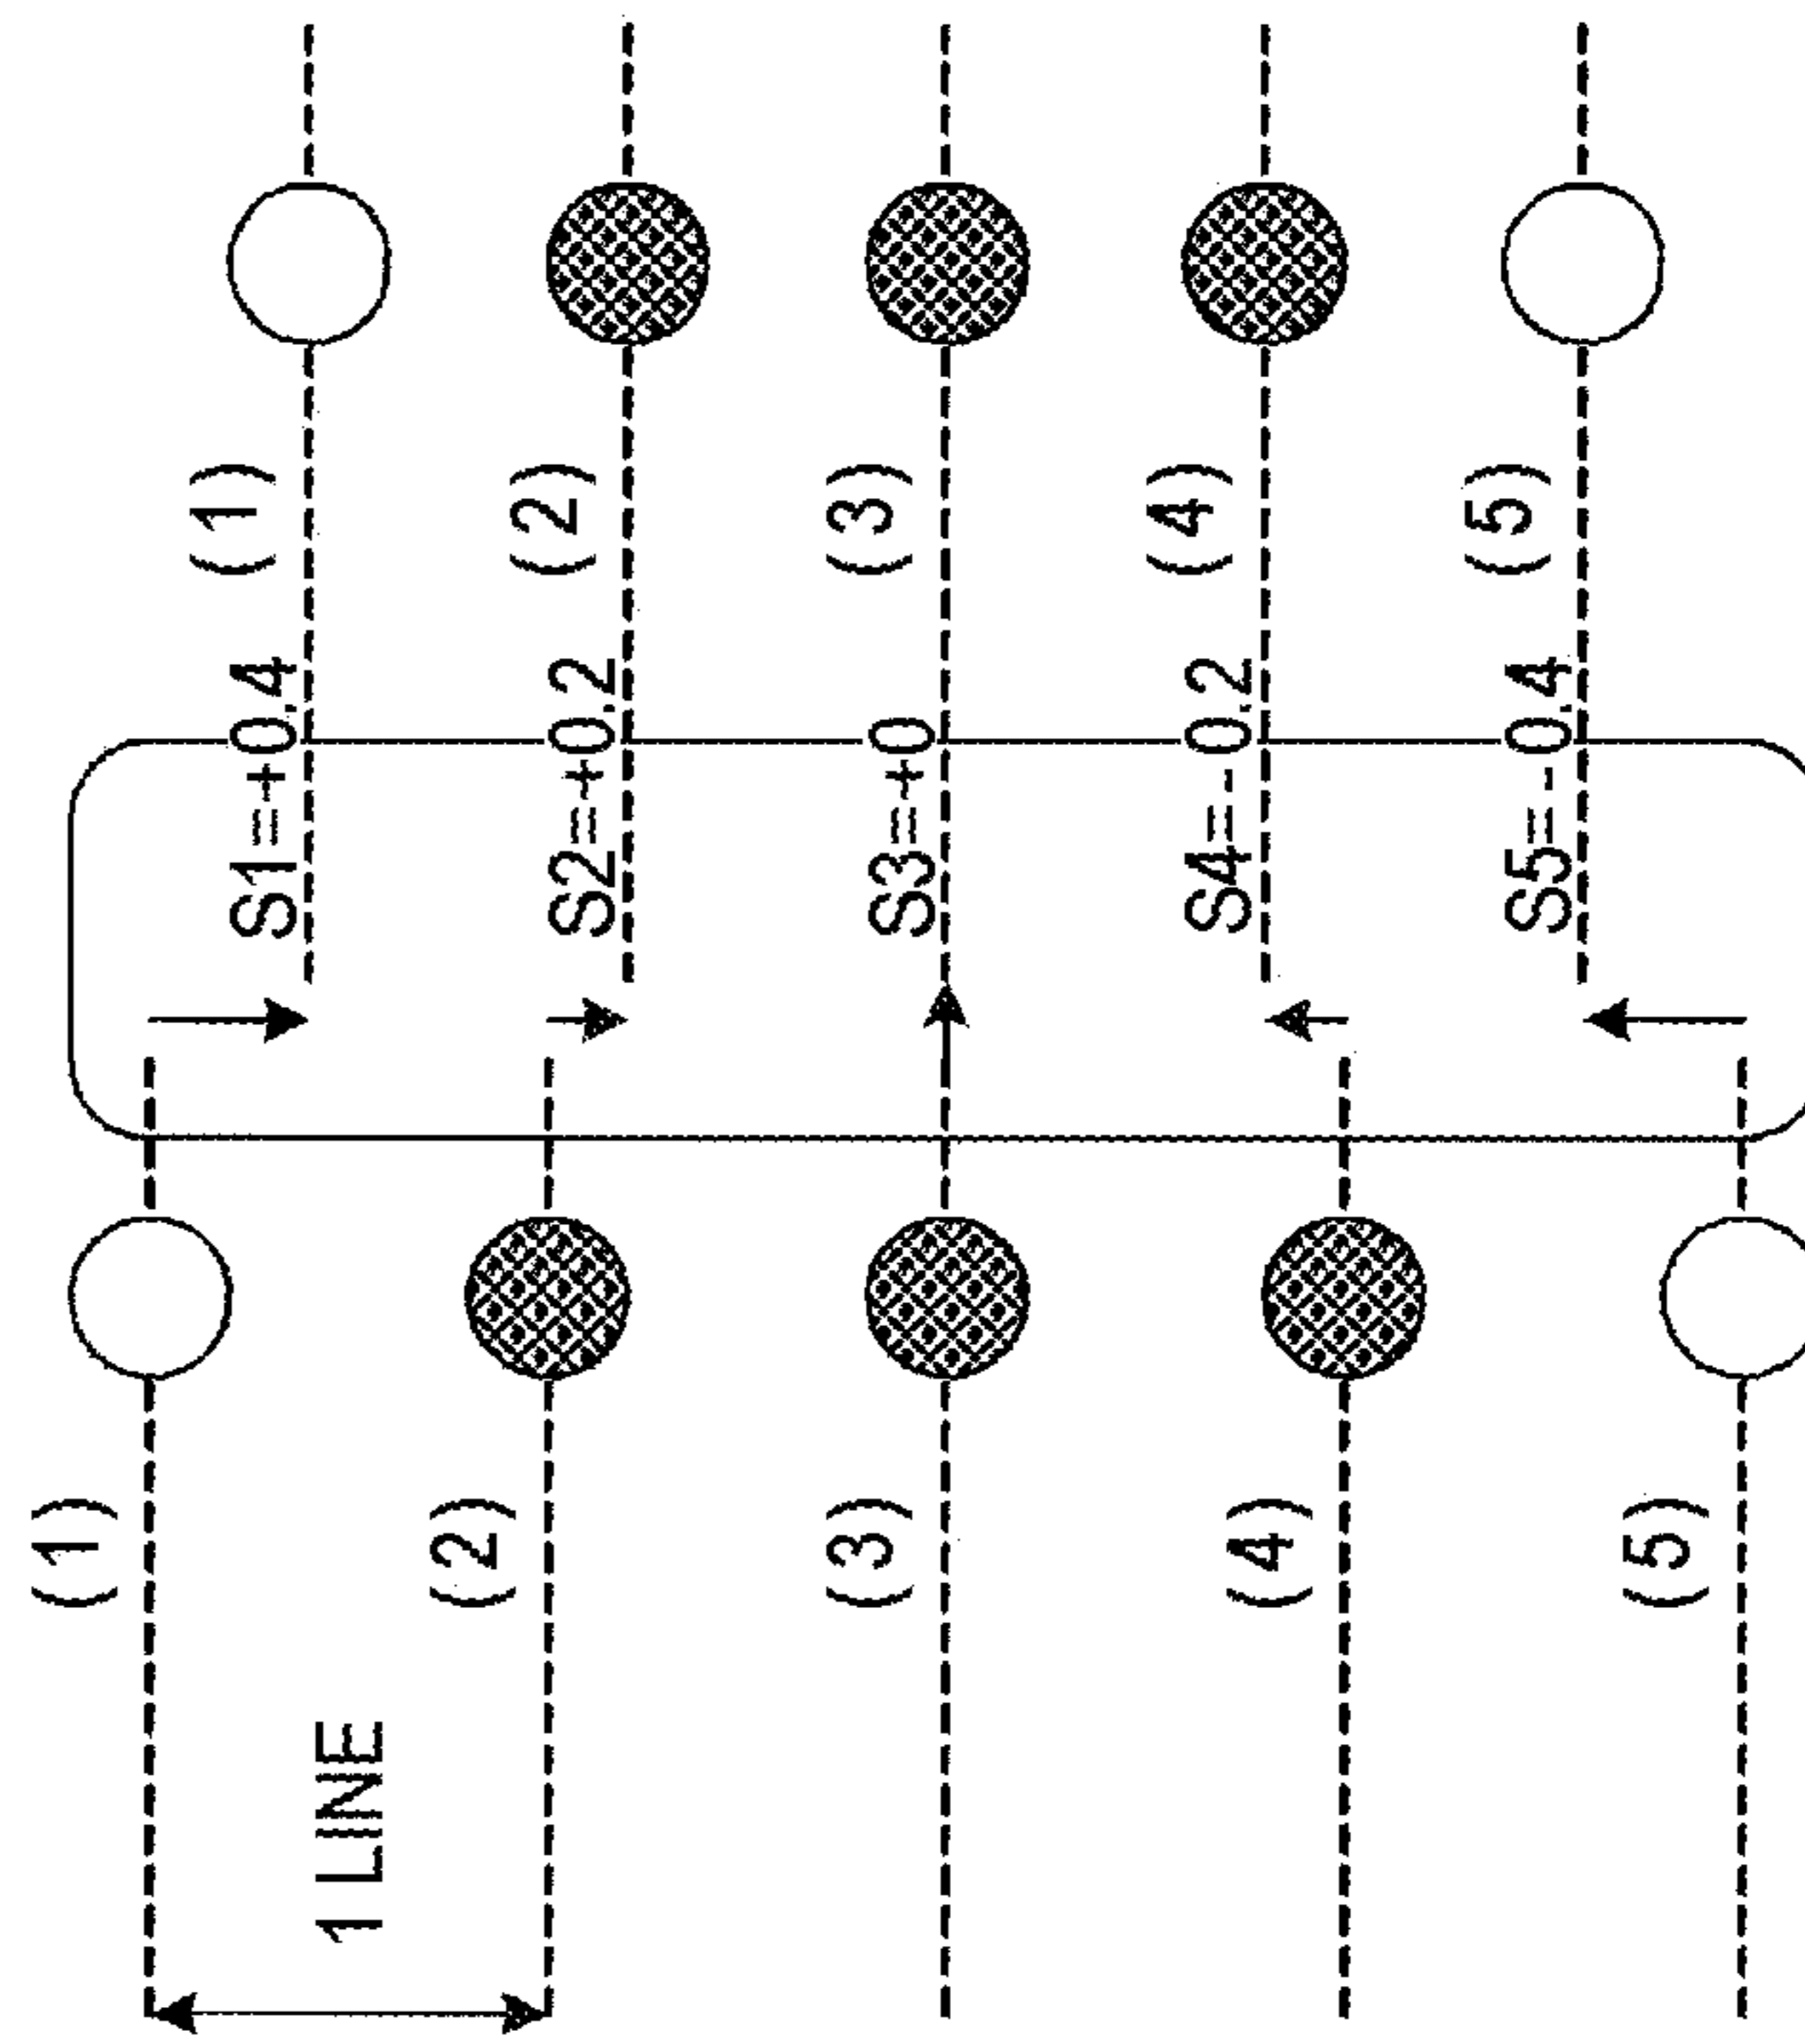 (1)
(2)
(3)
(4)
(5)
1 LINE
S1=+0.4
S2=+0.2
S3=+0
S4=-0.2
S5=-0.4
(1)
(2)
(3)
(4)
(5)